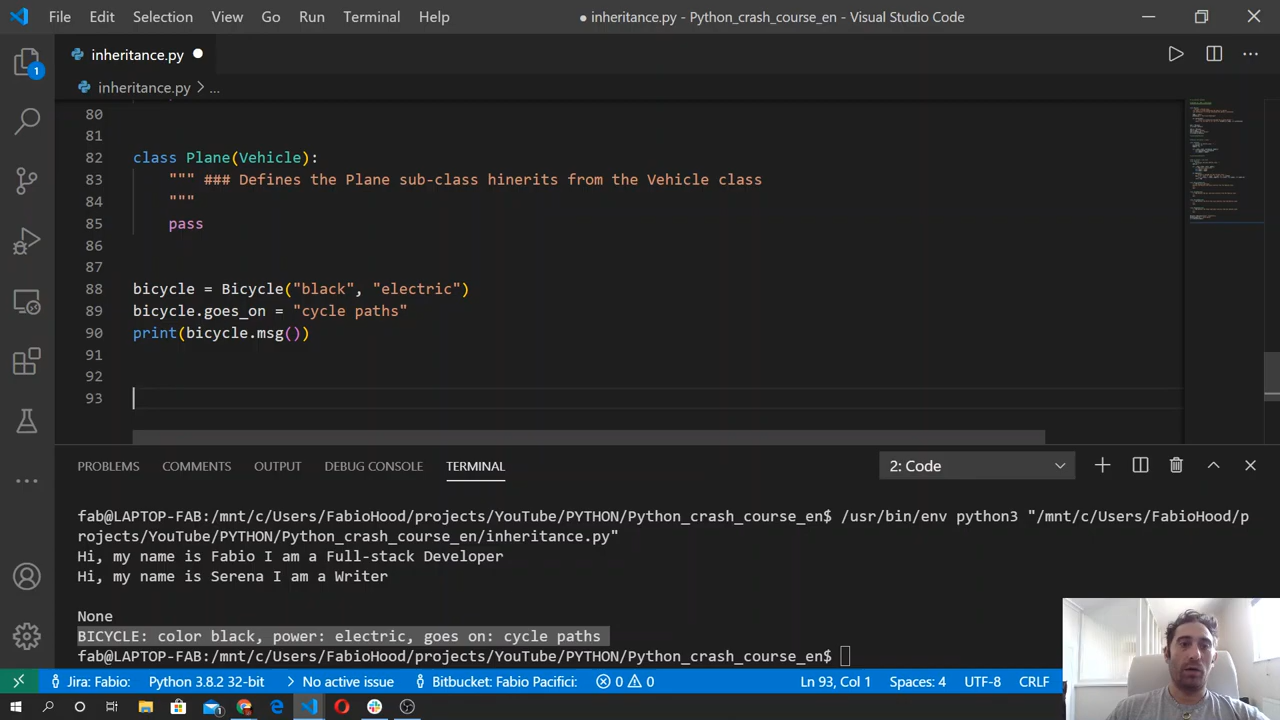 File Edit Selection View Go Run Terminal Help
● inheritance.py - Python_crash_course_en - Visual Studio Code
inheritance.py
inheritance.py > ...
1
80
81
82 class Plane(Vehicle):
83 """ ### Defines the Plane sub-class hinerits from the Vehicle class
84 """
85 pass
86
87
88 bicycle = Bicycle("black", "electric")
89 bicycle.goes_on = "cycle paths"
90 print(bicycle.msg())
91
92
93
PROBLEMS COMMENTS OUTPUT DEBUG CONSOLE TERMINAL 2: Code
fab@LAPTOP-FAB:/mnt/c/Users/FabioHood/projects/YouTube/PYTHON/Python_crash_course_en$ /usr/bin/env python3 "/mnt/c/Users/FabioHood/p
rojects/YouTube/PYTHON/Python_crash_course_en/inheritance.py"
Hi, my name is Fabio I am a Full-stack Developer
Hi, my name is Serena I am a Writer
None
BICYCLE: color black, power: electric, goes on: cycle paths
fab@LAPTOP-FAB:/mnt/c/Users/FabioHood/projects/YouTube/PYTHON/Python_crash_course_en$
Jira: Fabio: Python 3.8.2 32-bit No active issue Bitbucket: Fabio Pacifici: 0 0 Ln 93, Col 1 Spaces: 4 UTF-8 CRLF